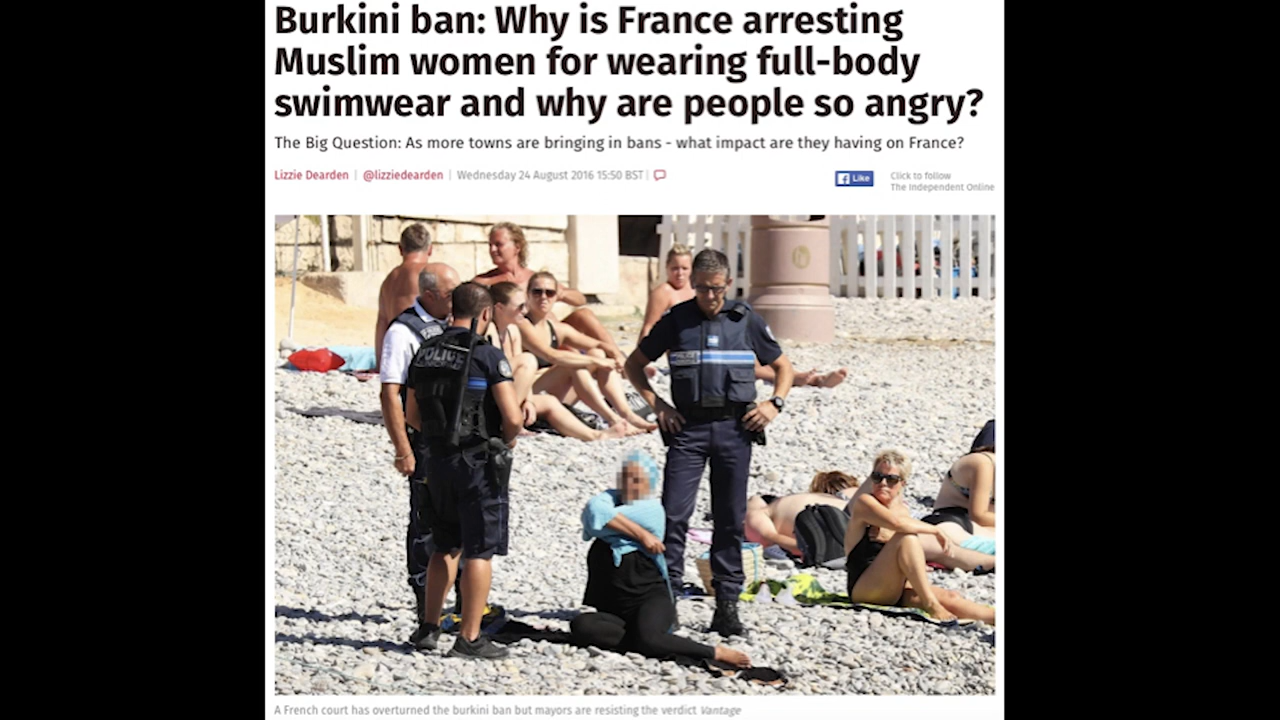 Burkini ban: Why is France arresting
Muslim women for wearing full-body
swimwear and why are people so angry?
The Big Question: As more towns are bringing in bans - what impact are they having on France?
Lizzie Dearden | @lizziedearden | Wednesday 24 August 2016 15:50 BST |
Like
Click to follow
The Independent Online
POLICE
A French court has overturned the burkini ban but mayors are resisting the verdict Vantage